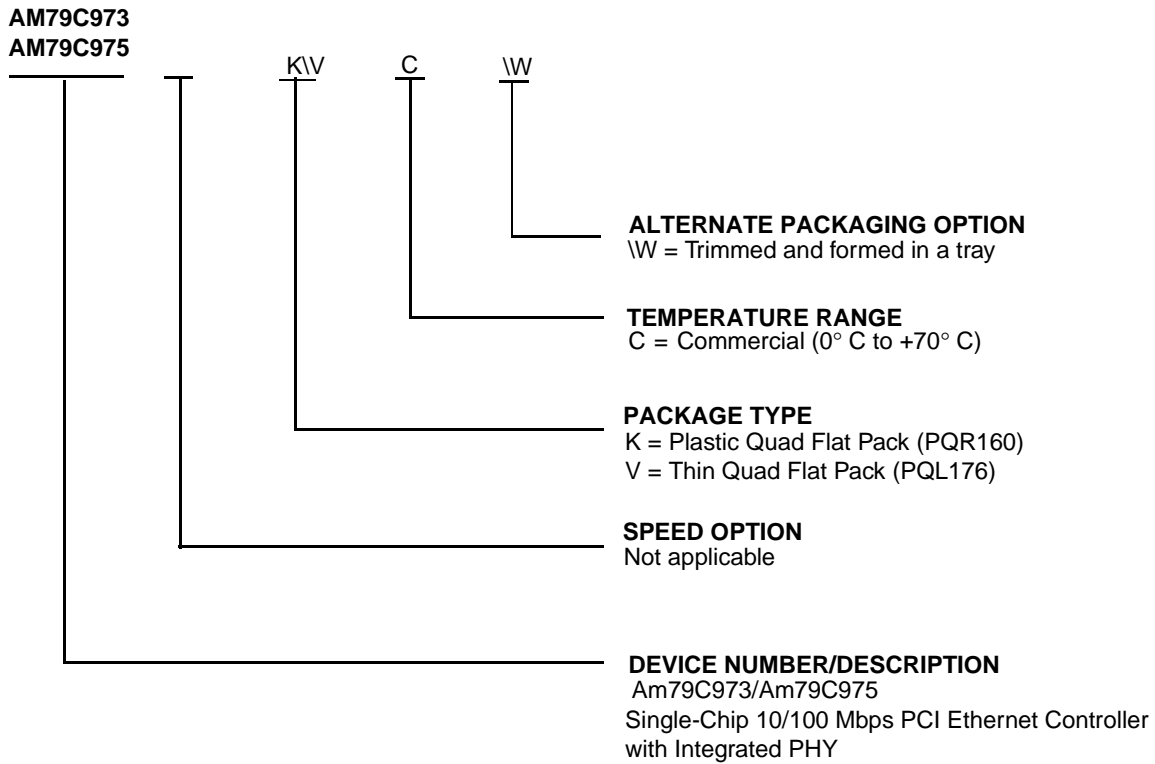 AM79C973
AM79C975
K\V C \W
ALTERNATE PACKAGING OPTION
\W = Trimmed and formed in a tray
TEMPERATURE RANGE
C = Commercial (0° C to +70° C)
PACKAGE TYPE
K = Plastic Quad Flat Pack (PQR160)
V = Thin Quad Flat Pack (PQL176)
SPEED OPTION
Not applicable
DEVICE NUMBER/DESCRIPTION
Am79C973/Am79C975
Single-Chip 10/100 Mbps PCI Ethernet Controller
with Integrated PHY